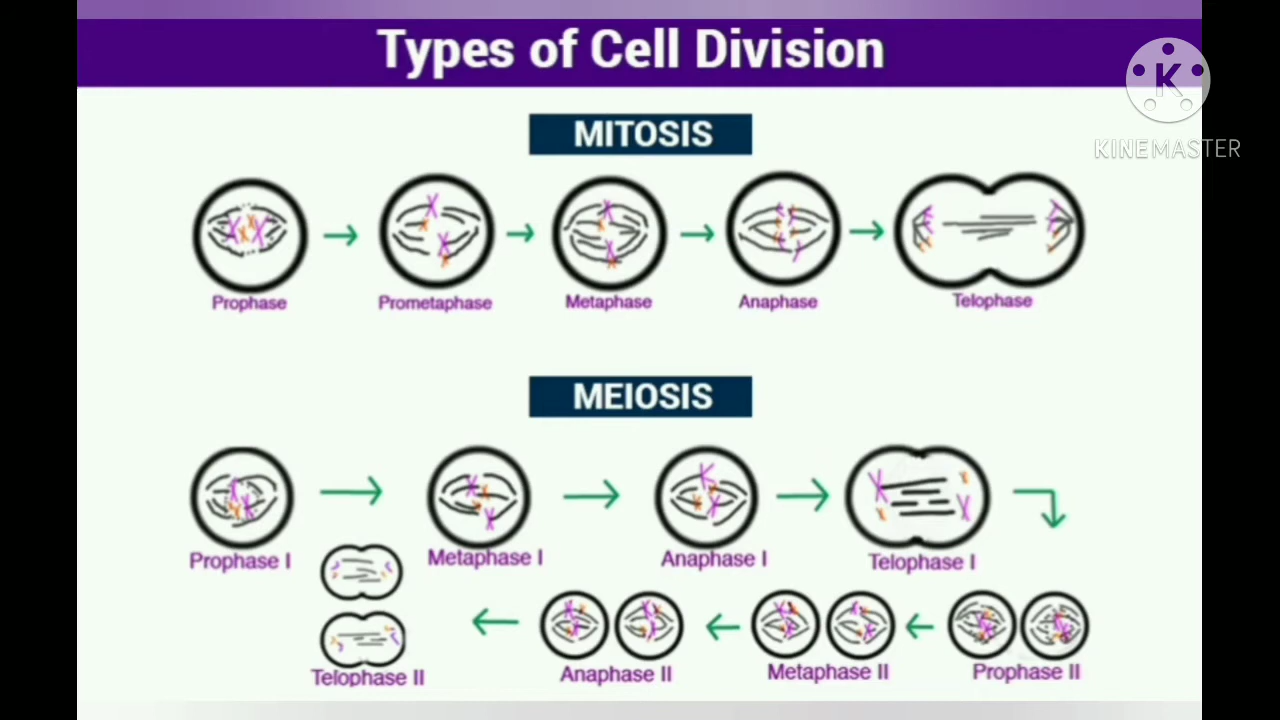 Types of Cell Division
K
KINEMASTER
MITOSIS
Prophase
Prometaphase
Metaphase
Anaphase
Telophase
MEIOSIS
Prophase I
Metaphase I
Anaphase I
Telophase I
Telophase II
Anaphase II
Metaphase II
Prophase II